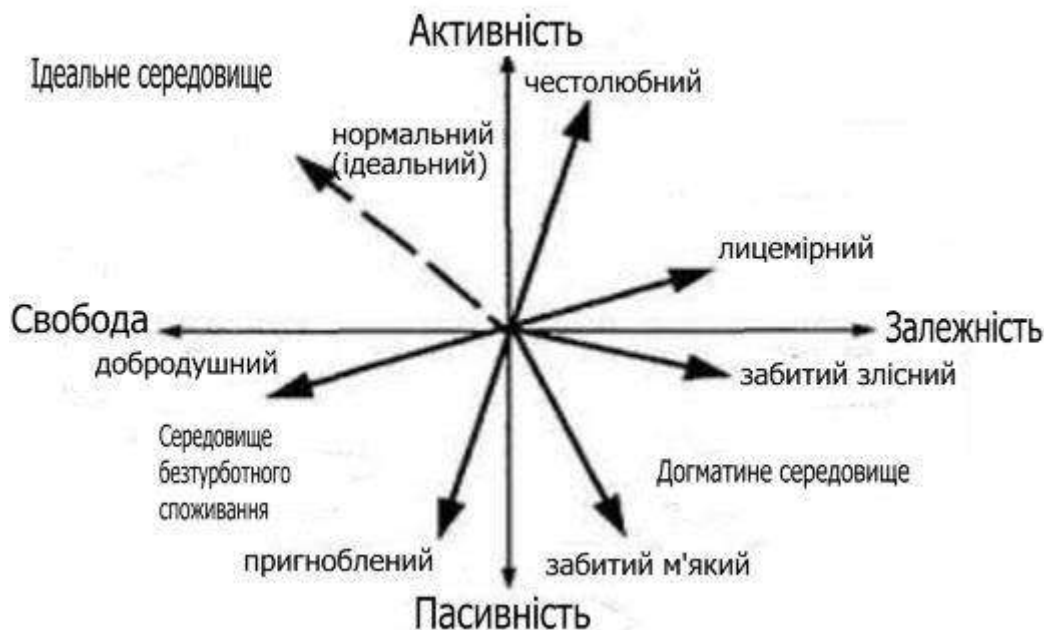 Активність
Ідеальне середовище
честолюбний
нормальний
(ідеальний)
лицемірний
Свобода
Залежність
добродушний
забитий злісний
Середовище
безтурботного
споживання
Догматине середовище
пригноблений
забитий м'який
Пасивність